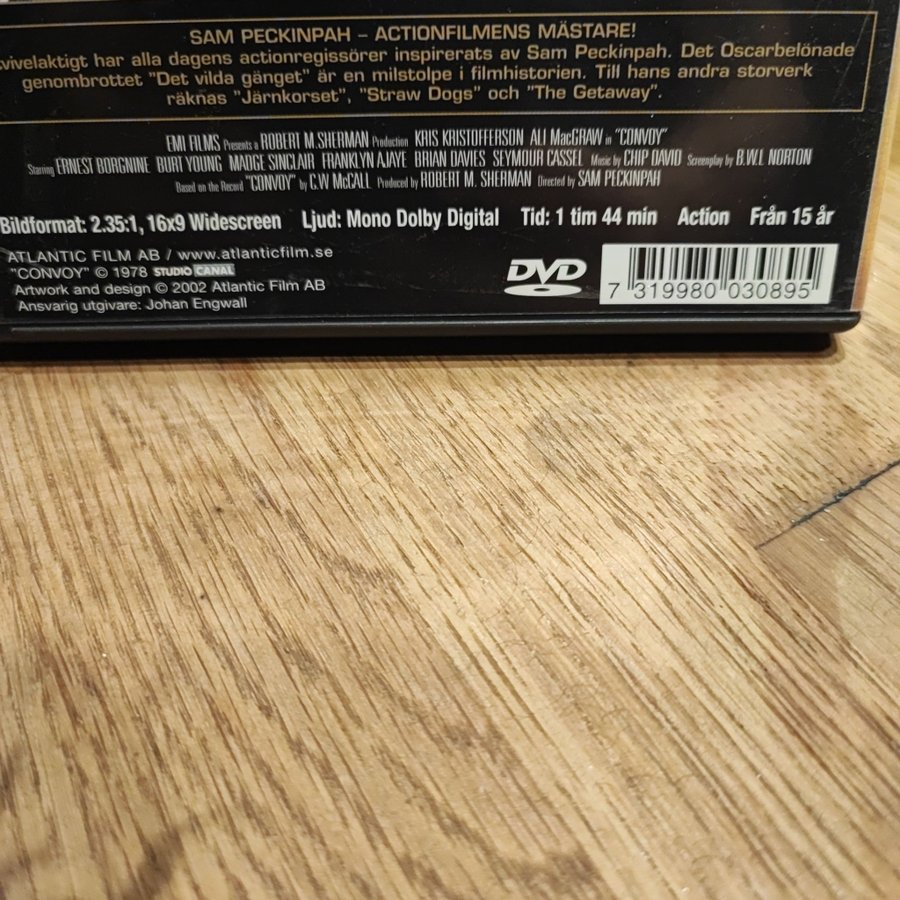 SAM PECKINPAH – ACTIONFILMENS MÄSTARE!
vivelaktigt har alla dagens actionregissörer inspirerats av Sam Peckinpah. Det Oscarbelönade
genombrottet "Det vilda gänget" är en milstolpe i filmhistorien. Till hans andra storverk
räknas "Järnkorset", "Straw Dogs" och "The Getaway".
EMI FILMS Presents a ROBERT M.SHERMAN Production KRIS KRISTOFFERSON ALI MacGRAW in "CONVOY"
Starring ERNEST BORGNINE BURT YOUNG MADGE SINCLAIR FRANKLYN AJAYE BRIAN DAVIES SEYMOUR CASSEL Music by CHIP DAVID Screenplay by B.W.L NORTON
Based on the Record "CONVOY" by C.W McCALL Produced by ROBERT M. SHERMAN Directed by SAM PECKINPAH
Bildformat: 2.35:1, 16x9 Widescreen Ljud: Mono Dolby Digital Tid: 1 tim 44 min Action Från 15 år
ATLANTIC FILM AB / www.atlanticfilm.se
"CONVOY" © 1978 STUDIO CANAL
Artwork and design © 2002 Atlantic Film AB
Ansvarig utgivare: Johan Engwall
DVD
7 319980 030895